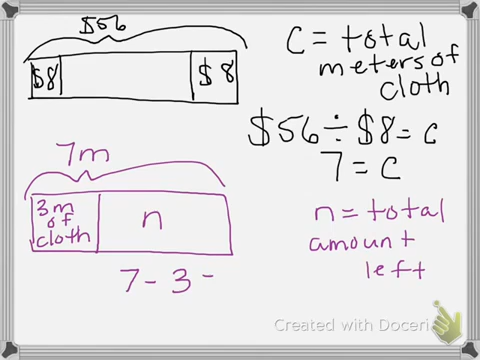 $56
$8 $8
c = total
meters of
cloth
$56 ÷ $8 = c
7 = c
7m
3m
of
cloth
n
7 - 3 =
n = total
amount
left
Created with Doceri